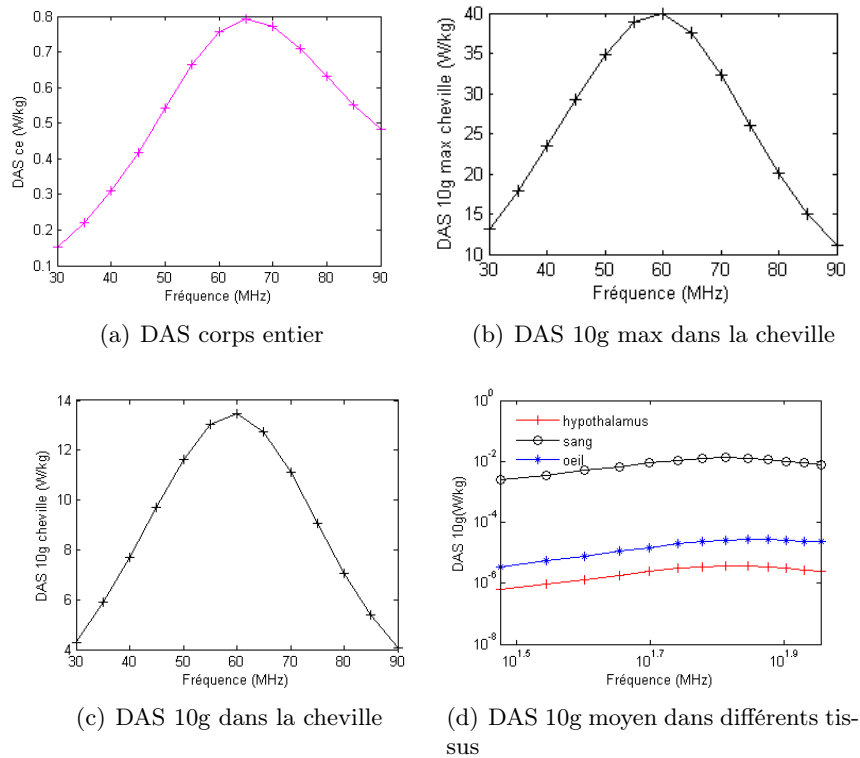 0.8
0.7
0.6
0.5
0.4
0.3
0.2
0.1
DAS ce (W/kg)
30 40 50 60 70 80 90
Fréquence (MHz)
(a) DAS corps entier
40
35
30
25
20
15
10
DAS 10g max cheville (W/kg)
30 40 50 60 70 80 90
Fréquence (MHz)
(b) DAS 10g max dans la cheville
14
12
10
8
6
4
DAS 10g cheville (W/kg)
30 40 50 60 70 80 90
Fréquence (MHz)
(c) DAS 10g dans la cheville
10^0
10^-2
10^-4
10^-6
10^-8
DAS 10g(W/kg)
hypothalamus
sang
oeil
10^1.5 10^1.7 10^1.9
Fréquence (MHz)
(d) DAS 10g moyen dans différents tis-
sus